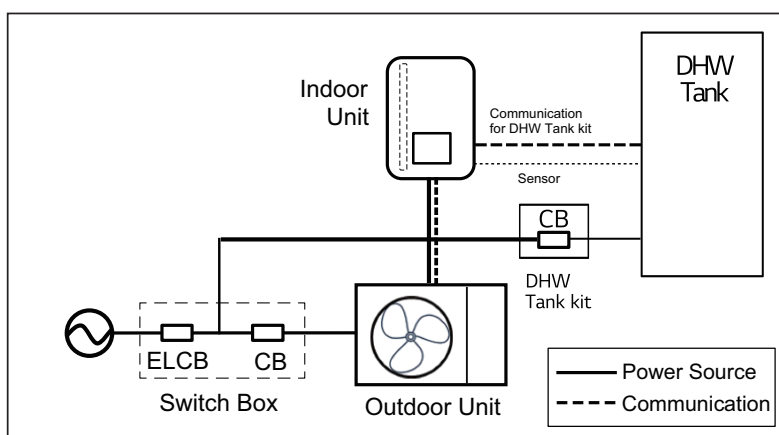 DHW
Tank
Indoor
Unit
Communication
for DHW Tank kit
Sensor
CB
DHW
Tank kit
ELCB
CB
Switch Box
Outdoor Unit
Power Source
Communication